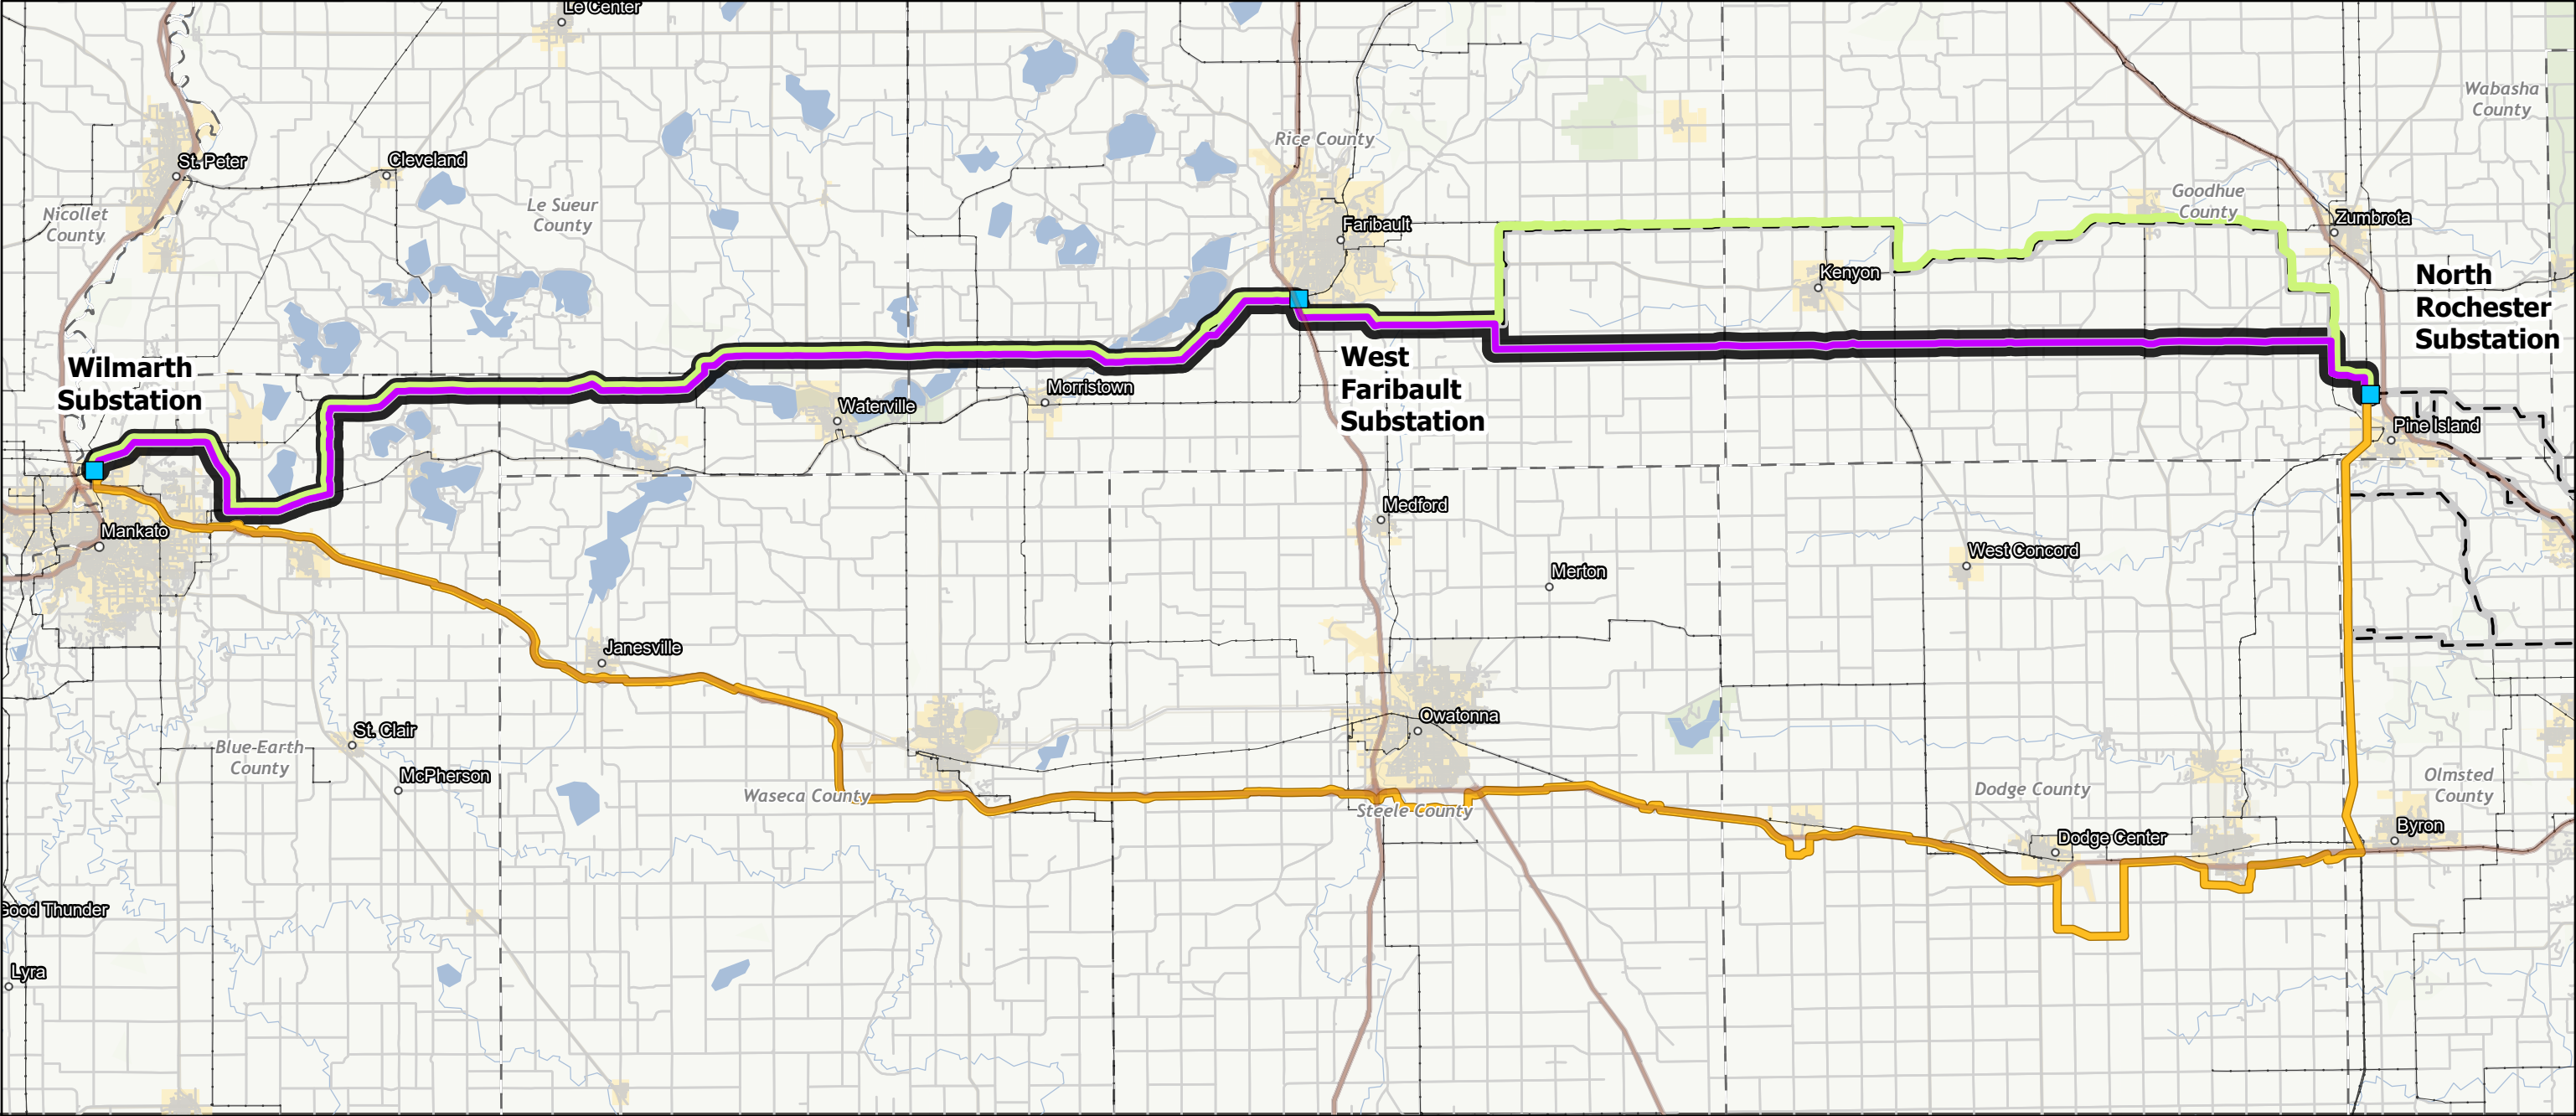 Le Center
Wabasha
County
Rice County
St. Peter
Cleveland
Goodhue
County
Le Sueur
County
Nicollet
County
Faribault
Zumbrota
Kenyon
North
Rochester
Substation
West
Faribault
Substation
Wilmarth
Substation
Morristown
Waterville
Pine Island
Medford
Mankato
West Concord
Merton
Janesville
Owatonna
St. Clair
Blue Earth
County
McPherson
Waseca County
Steele County
Dodge County
Olmsted
County
Byron
Dodge Center
Good Thunder
Lyra